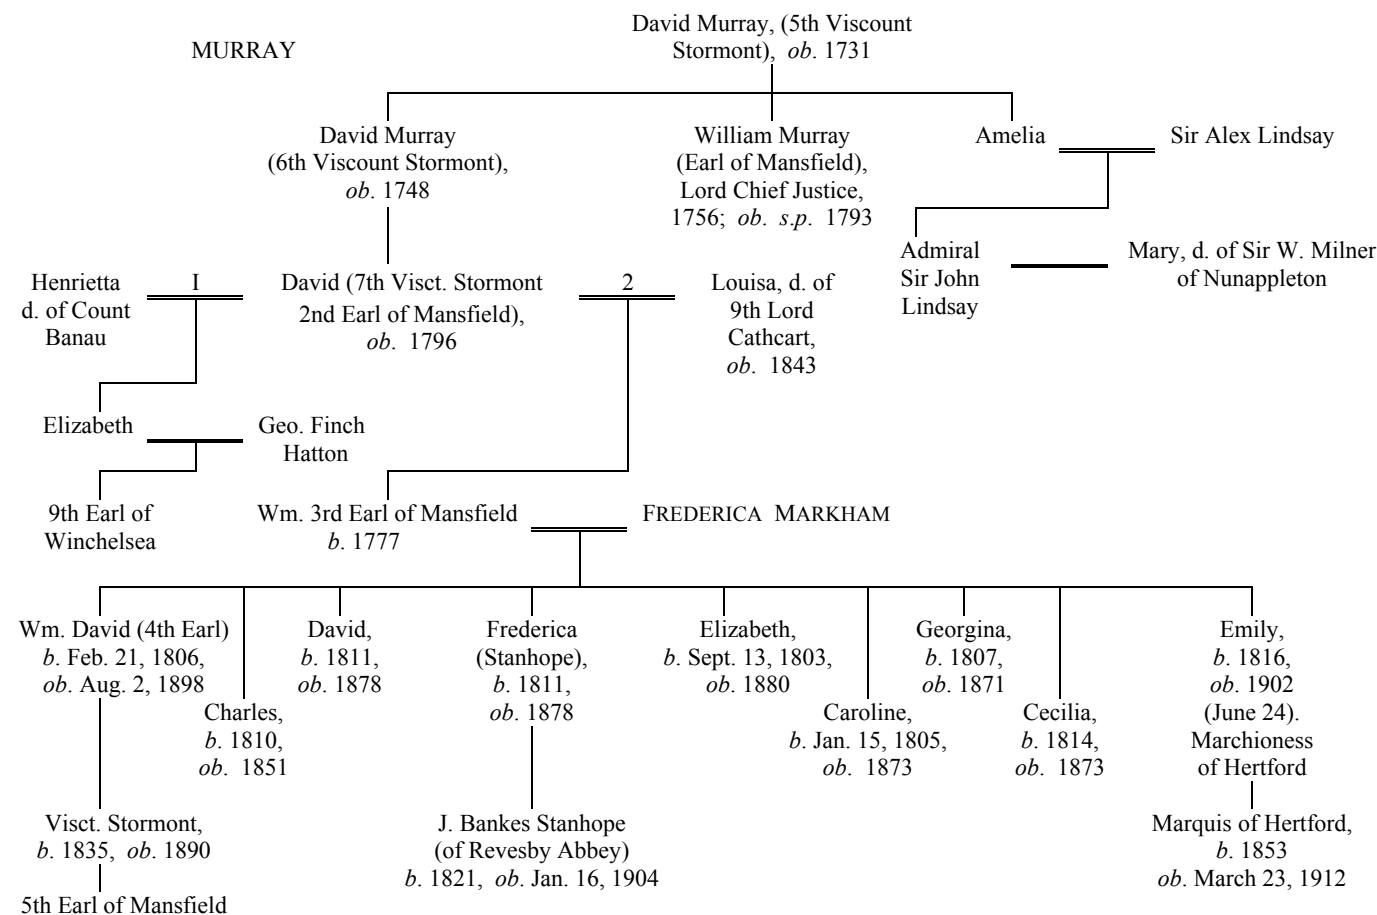 David Murray, (5th Viscount
MURRAY
Stormont), ob. 1731
David Murray
(6th Viscount Stormont),
ob. 1748
William Murray
(Earl of Mansfield),
Lord Chief Justice,
1756; ob. s.p. 1793
Amelia
Sir Alex Lindsay
Henrietta
d. of Count
Banau
I
David (7th Visct. Stormont
2nd Earl of Mansfield),
ob. 1796
2
Louisa, d. of
9th Lord
Cathcart,
ob. 1843
Admiral
Sir John
Lindsay
Mary, d. of Sir W. Milner
of Nunappleton
Elizabeth
Geo. Finch
Hatton
9th Earl of
Winchelsea
Wm. 3rd Earl of Mansfield
b. 1777
FREDERICA MARKHAM
Wm. David (4th Earl)
b. Feb. 21, 1806,
ob. Aug. 2, 1898
Charles,
b. 1810,
ob. 1851
David,
b. 1811,
ob. 1878
Frederica
(Stanhope),
b. 1811,
ob. 1878
Elizabeth,
b. Sept. 13, 1803,
ob. 1880
Caroline,
b. Jan. 15, 1805,
ob. 1873
Georgina,
b. 1807,
ob. 1871
Cecilia,
b. 1814,
ob. 1873
Emily,
b. 1816,
ob. 1902
(June 24).
Marchioness
of Hertford
Visct. Stormont,
b. 1835, ob. 1890
J. Bankes Stanhope
(of Revesby Abbey)
b. 1821, ob. Jan. 16, 1904
Marquis of Hertford,
b. 1853
ob. March 23, 1912
5th Earl of Mansfield